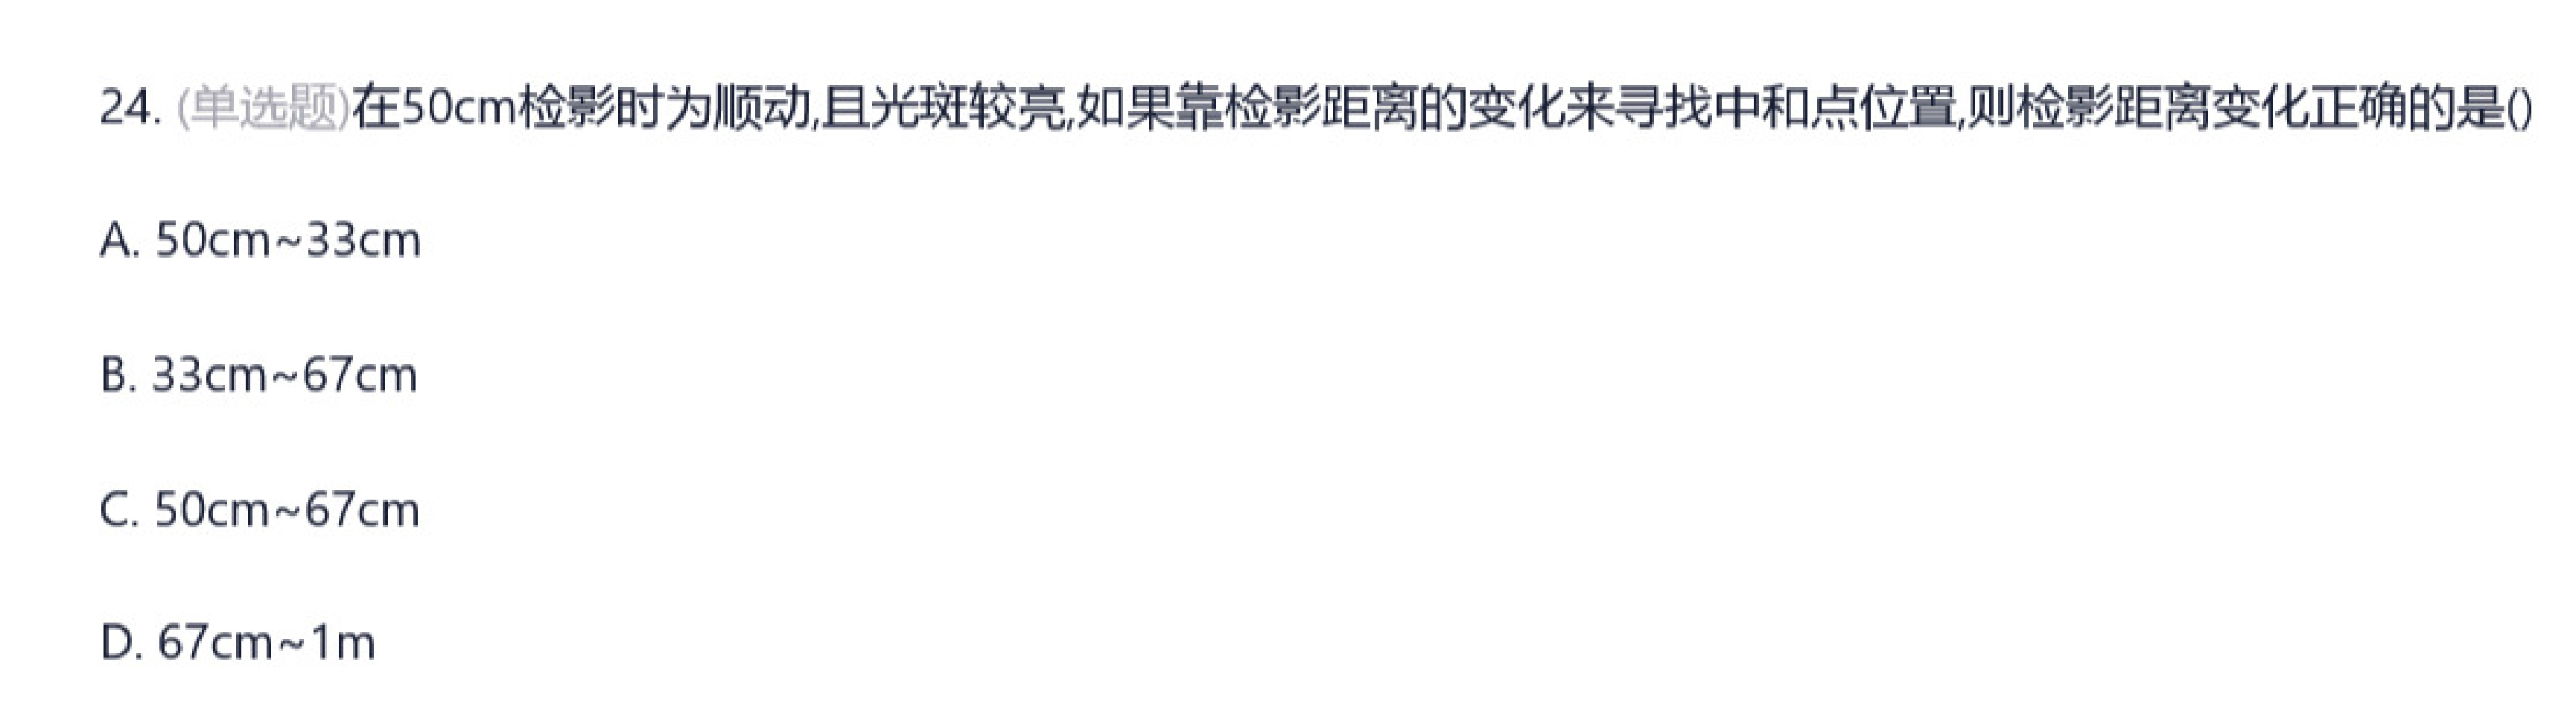 24. (单选题)在50cm检影时为顺动,且光斑较亮,如果靠检影距离的变化来寻找中和点位置,则检影距离变化正确的是()
A. 50cm~33cm
B. 33cm~67cm
C. 50cm~67cm
D. 67cm~1m